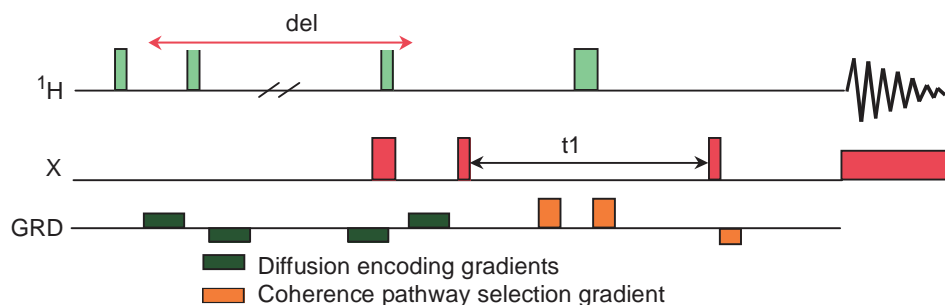 del
¹H
t1
X
GRD
Diffusion encoding gradients
Coherence pathway selection gradient